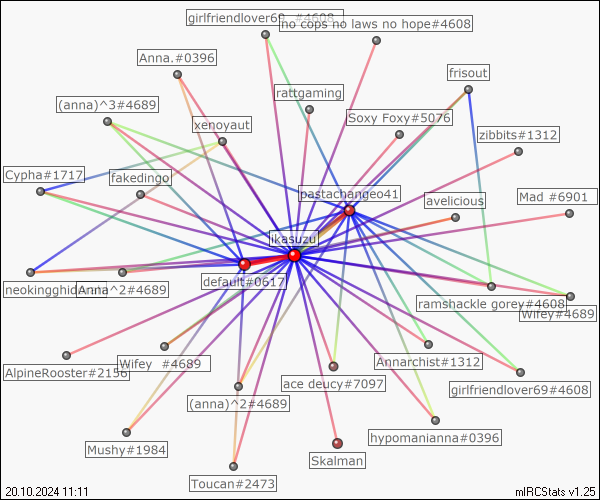 girlfriendlover69_#4608
no cops no laws no hope#4608
Anna.#0396
frisout
rattgaming
(anna)^3#4689
Soxy Foxy#5076
xenoyaut
zibbits#1312
Cypha#1717
fakedingo
pastachangeo41
avelicious
Mad #6901
ikasuzu
default#0617
Anna^2#4689
ramshackle gorey#4608
Wifey#4689
AlpineRooster#2156
Wifey #4689
Annarchist#1312
ace deucy#7097
girlfriendlover69#4608
(anna)^2#4689
hypomanianna#0396
Mushy#1984
Skalman
Toucan#2473
20.10.2024 11:11
mIRCStats v1.25